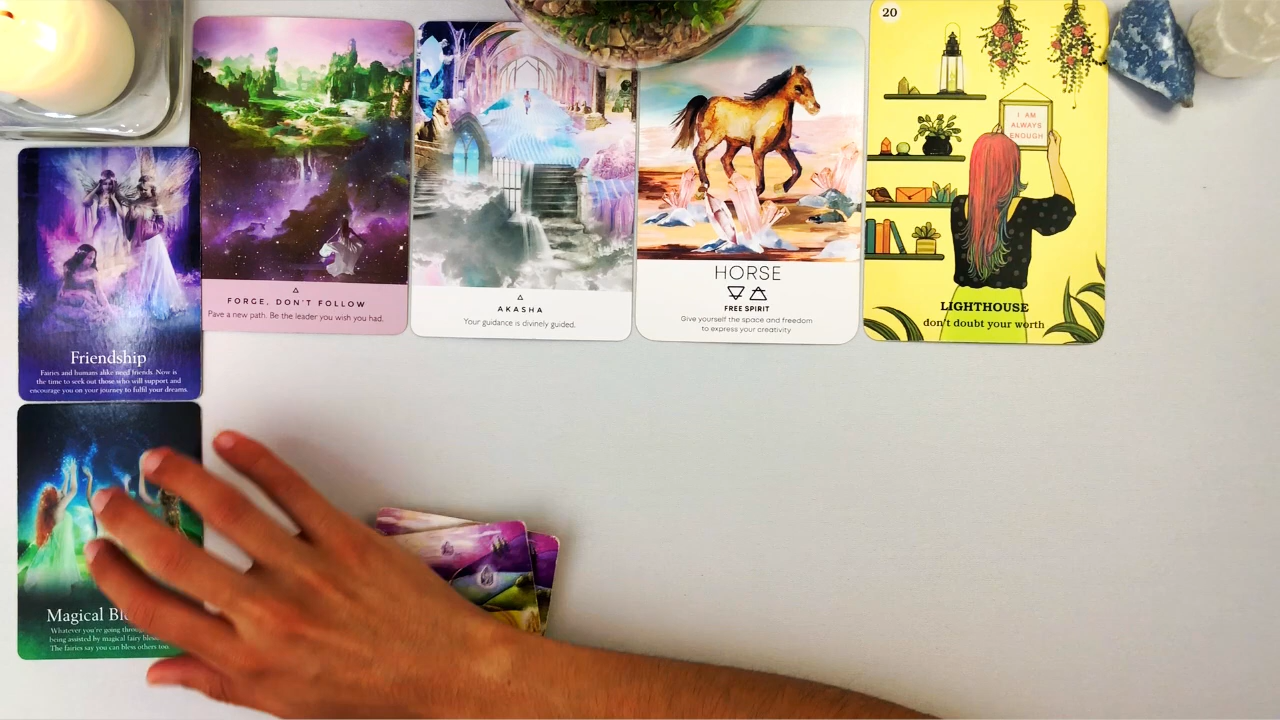 FORGE, DON'T FOLLOW
Pave a new path. Be the leader you wish you had.
AKASHA
Your guidance is divinely guided.
HORSE
FREE SPIRIT
Give yourself the space and freedom
to express your creativity
20
I AM
ALWAYS
ENOUGH
LIGHTHOUSE
don't doubt your worth
Friendship
Fairies and humans alike need friends. Now is
the time to seek out those who will support and
encourage you on your journey to fulfil your dreams.
Magical
Whatever you're going
being assisted by magical fairy
The fairies say you can bless others too.